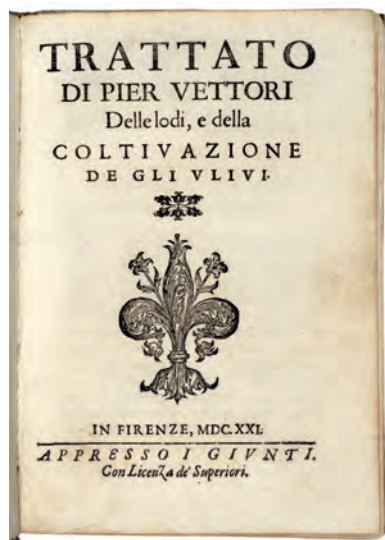 TRATTATO
DI PIER VETTORI
Delle lodi, e della
COLTIVAZIONE
DE GLI VLIVI.
IN FIRENZE, MDC.XXI.
APPRESSO I GIVNTI.
Con Licenza de' Superiori.